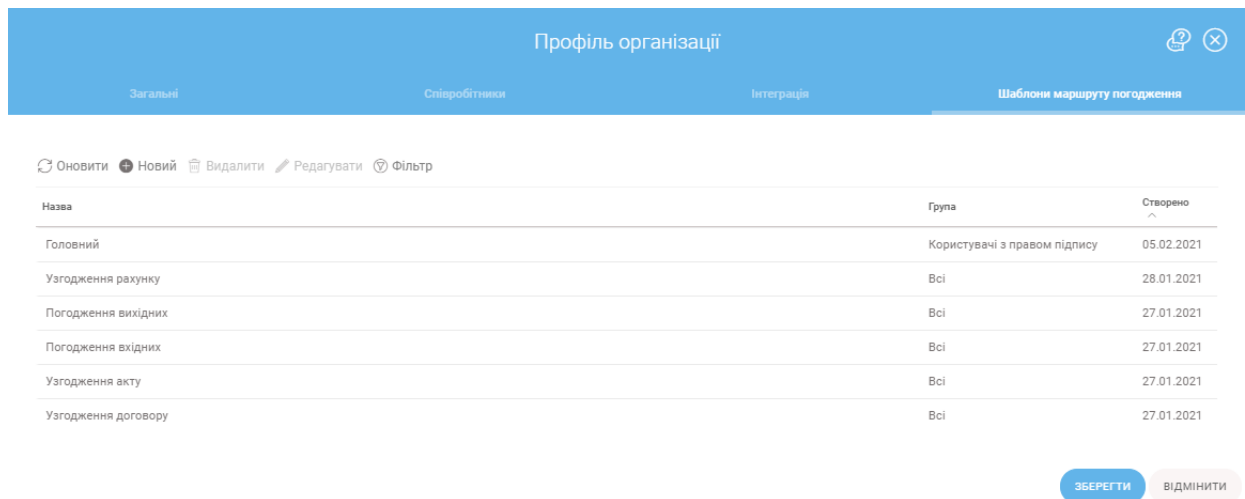 Профіль організації
Загальні Співробітники Інтеграція Шаблони маршруту погодження
Оновити Новий Видалити Редагувати Фільтр
Назва Група Створено
Головний Користувачі з правом підпису 05.02.2021
Узгодження рахунку Всі 28.01.2021
Погодження вихідних Всі 27.01.2021
Погодження вхідних Всі 27.01.2021
Узгодження акту Всі 27.01.2021
Узгодження договору Всі 27.01.2021
ЗБЕРЕГТИ ВІДМІНИТИ